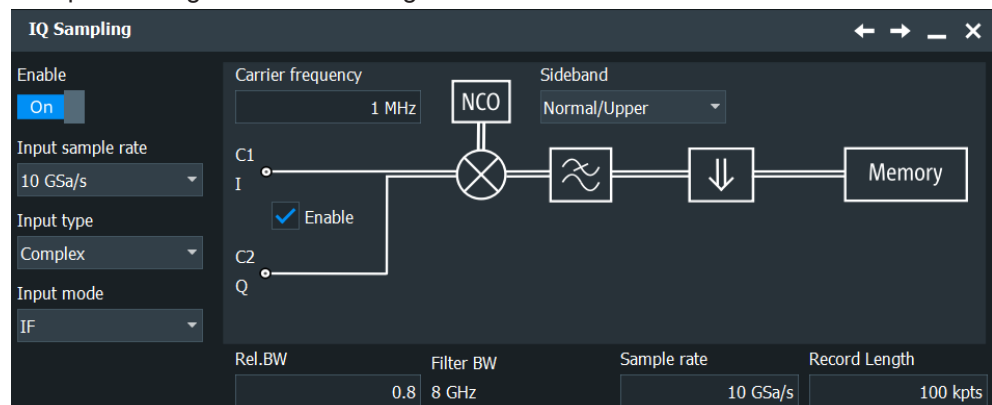 IQ Sampling
Enable
On
Input sample rate
10 GSa/s
Input type
Complex
Input mode
IF
Carrier frequency
1 MHz
NCO
Sideband
Normal/Upper
C1
I
Enable
C2
Q
Memory
Rel.BW
0.8
Filter BW
8 GHz
Sample rate
10 GSa/s
Record Length
100 kpts